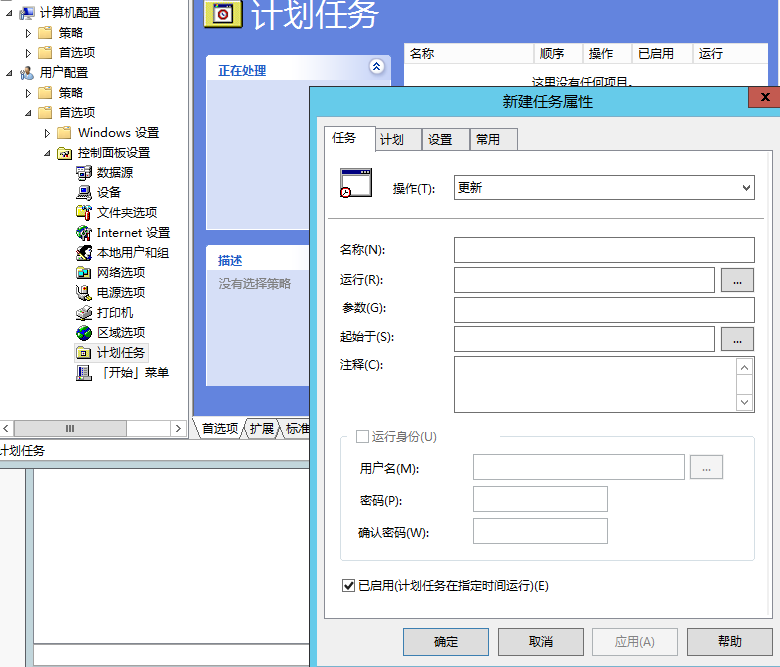 计算机配置
策略
首选项
用户配置
策略
首选项
Windows 设置
控制面板设置
数据源
设备
文件夹选项
Internet 设置
本地用户和组
网络选项
电源选项
打印机
区域选项
计划任务
「开始」菜单
计划任务
正在处理
描述
没有选择策略
名称 顺序 操作 已启用 运行
这里没有任何项目。
首选项 扩展 标准
计划任务
新建任务属性
任务 计划 设置 常用
操作(T): 更新
名称(N):
运行(R): ...
参数(G):
起始于(S): ...
注释(C):
运行身份(U)
用户名(M): ...
密码(P):
确认密码(W):
已启用(计划任务在指定时间运行)(E)
确定 取消 应用(A) 帮助